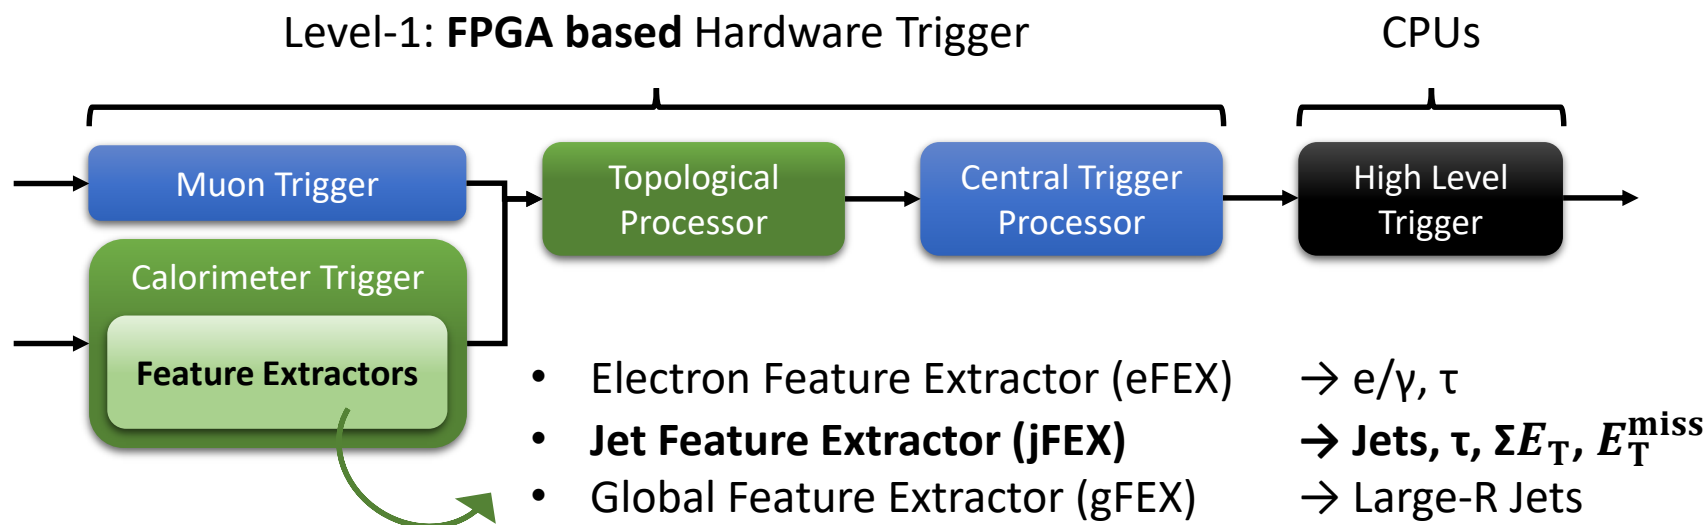 Level-1: FPGA based Hardware Trigger
CPUs
Muon Trigger
Topological
Processor
Central Trigger
Processor
High Level
Trigger
Calorimeter Trigger
Feature Extractors
• Electron Feature Extractor (eFEX) → e/γ, τ
• Jet Feature Extractor (jFEX) → Jets, τ, ΣE_T, E_T^miss
• Global Feature Extractor (gFEX) → Large-R Jets